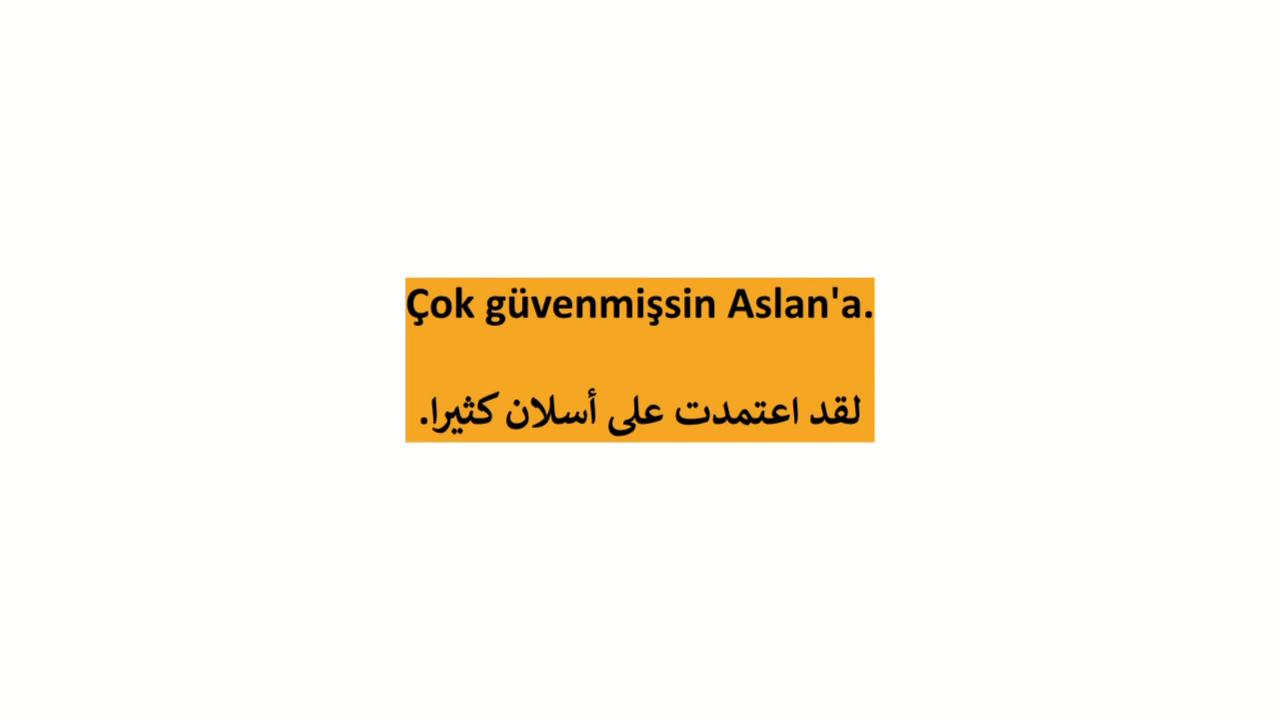 Çok güvenmişsin Aslan'a.
لقد اعتمدت على أسلان كثيرا.